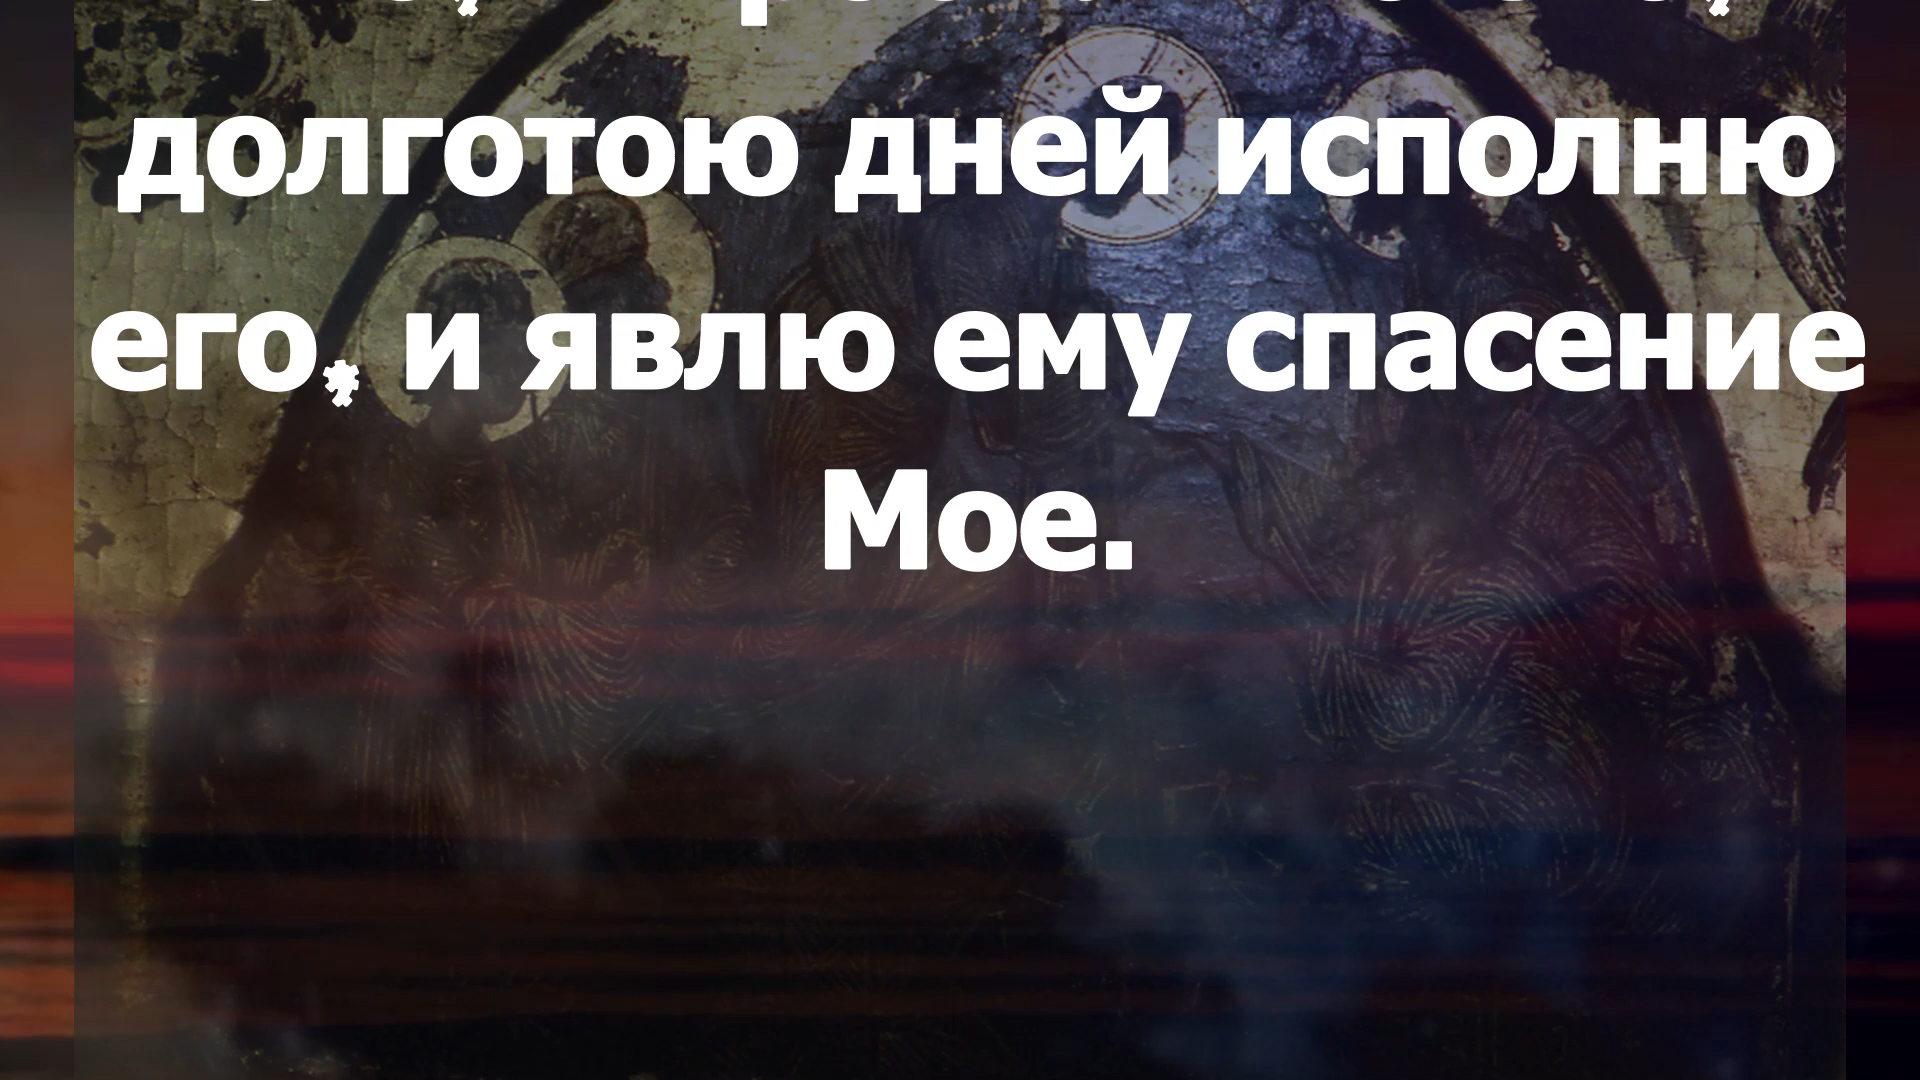 долготою дней исполню
его, и явлю ему спасение
Мое.